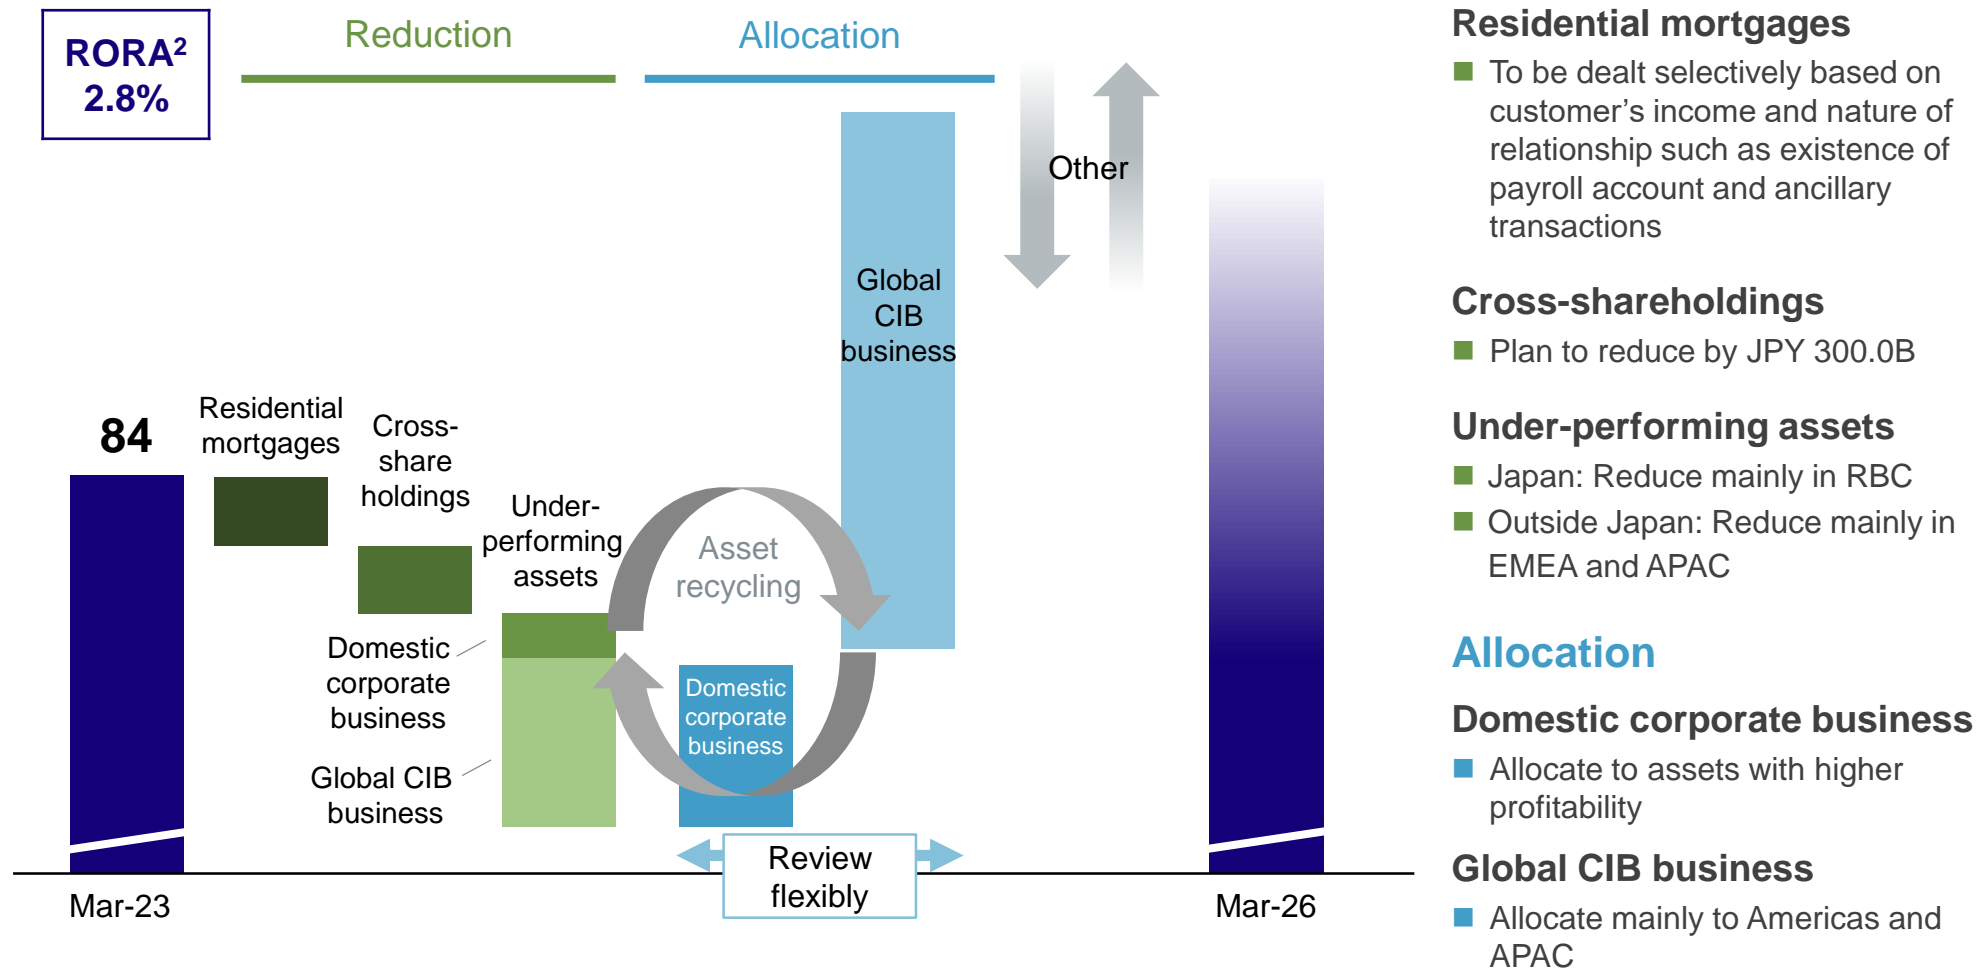 RORA2
2.8%
Reduction
Allocation
Other
84
Residential
mortgages
Cross-
share
holdings
Under-
performing
assets
Domestic
corporate
business
Global CIB
business
Asset
recycling
Domestic
corporate
business
Global
CIB
business
Review
flexibly
Mar-23
Mar-26
Residential mortgages
To be dealt selectively based on
customer’s income and nature of
relationship such as existence of
payroll account and ancillary
transactions
Cross-shareholdings
Plan to reduce by JPY 300.0B
Under-performing assets
Japan: Reduce mainly in RBC
Outside Japan: Reduce mainly in
EMEA and APAC
Allocation
Domestic corporate business
Allocate to assets with higher
profitability
Global CIB business
Allocate mainly to Americas and
APAC